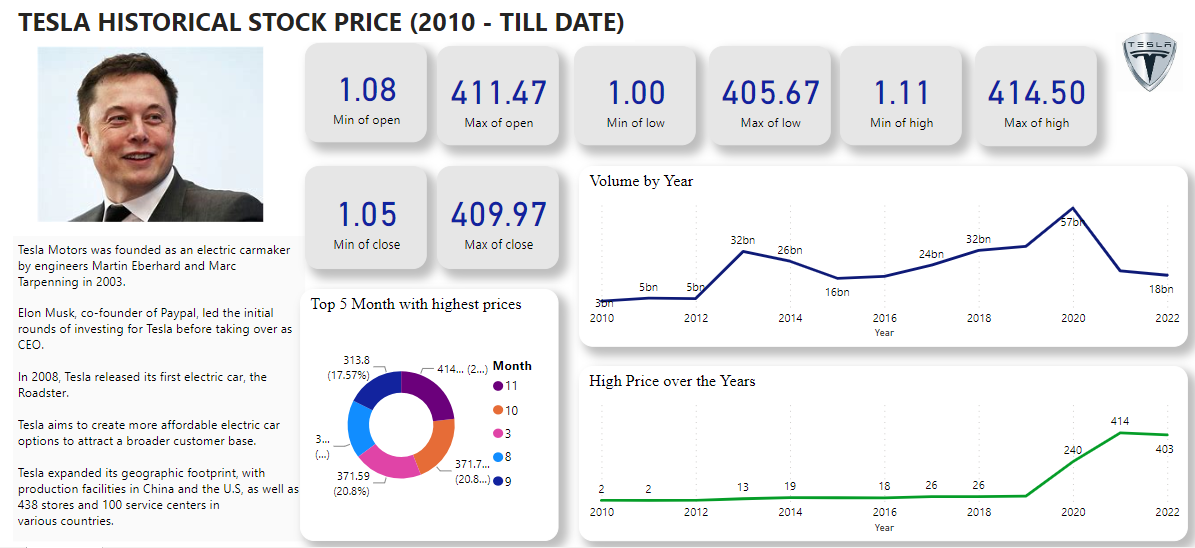 TESLA HISTORICAL STOCK PRICE (2010 - TILL DATE)
TESLA
1.08
Min of open
411.47
Max of open
1.00
Min of low
405.67
Max of low
1.11
Min of high
414.50
Max of high
1.05
Min of close
409.97
Max of close
Tesla Motors was founded as an electric carmaker
by engineers Martin Eberhard and Marc
Tarpenning in 2003.
Elon Musk, co-founder of Paypal, led the initial
rounds of investing for Tesla before taking over as
CEO.
In 2008, Tesla released its first electric car, the
Roadster.
Tesla aims to create more affordable electric car
options to attract a broader customer base.
Tesla expanded its geographic footprint, with
production facilities in China and the U.S, as well as
438 stores and 100 service centers in
various countries.
Top 5 Month with highest prices
313.8
(17.57%)
414... (2...)
3...
(...)
371.59
(20.8%)
371.7...
(20.8...)
Month
11
10
3
8
9
Volume by Year
3bn
5bn
5bn
32bn
26bn
16bn
24bn
32bn
57bn
18bn
2010 2012 2014 2016 2018 2020 2022
Year
High Price over the Years
2 2 13 19 18 26 26 240 414 403
2010 2012 2014 2016 2018 2020 2022
Year